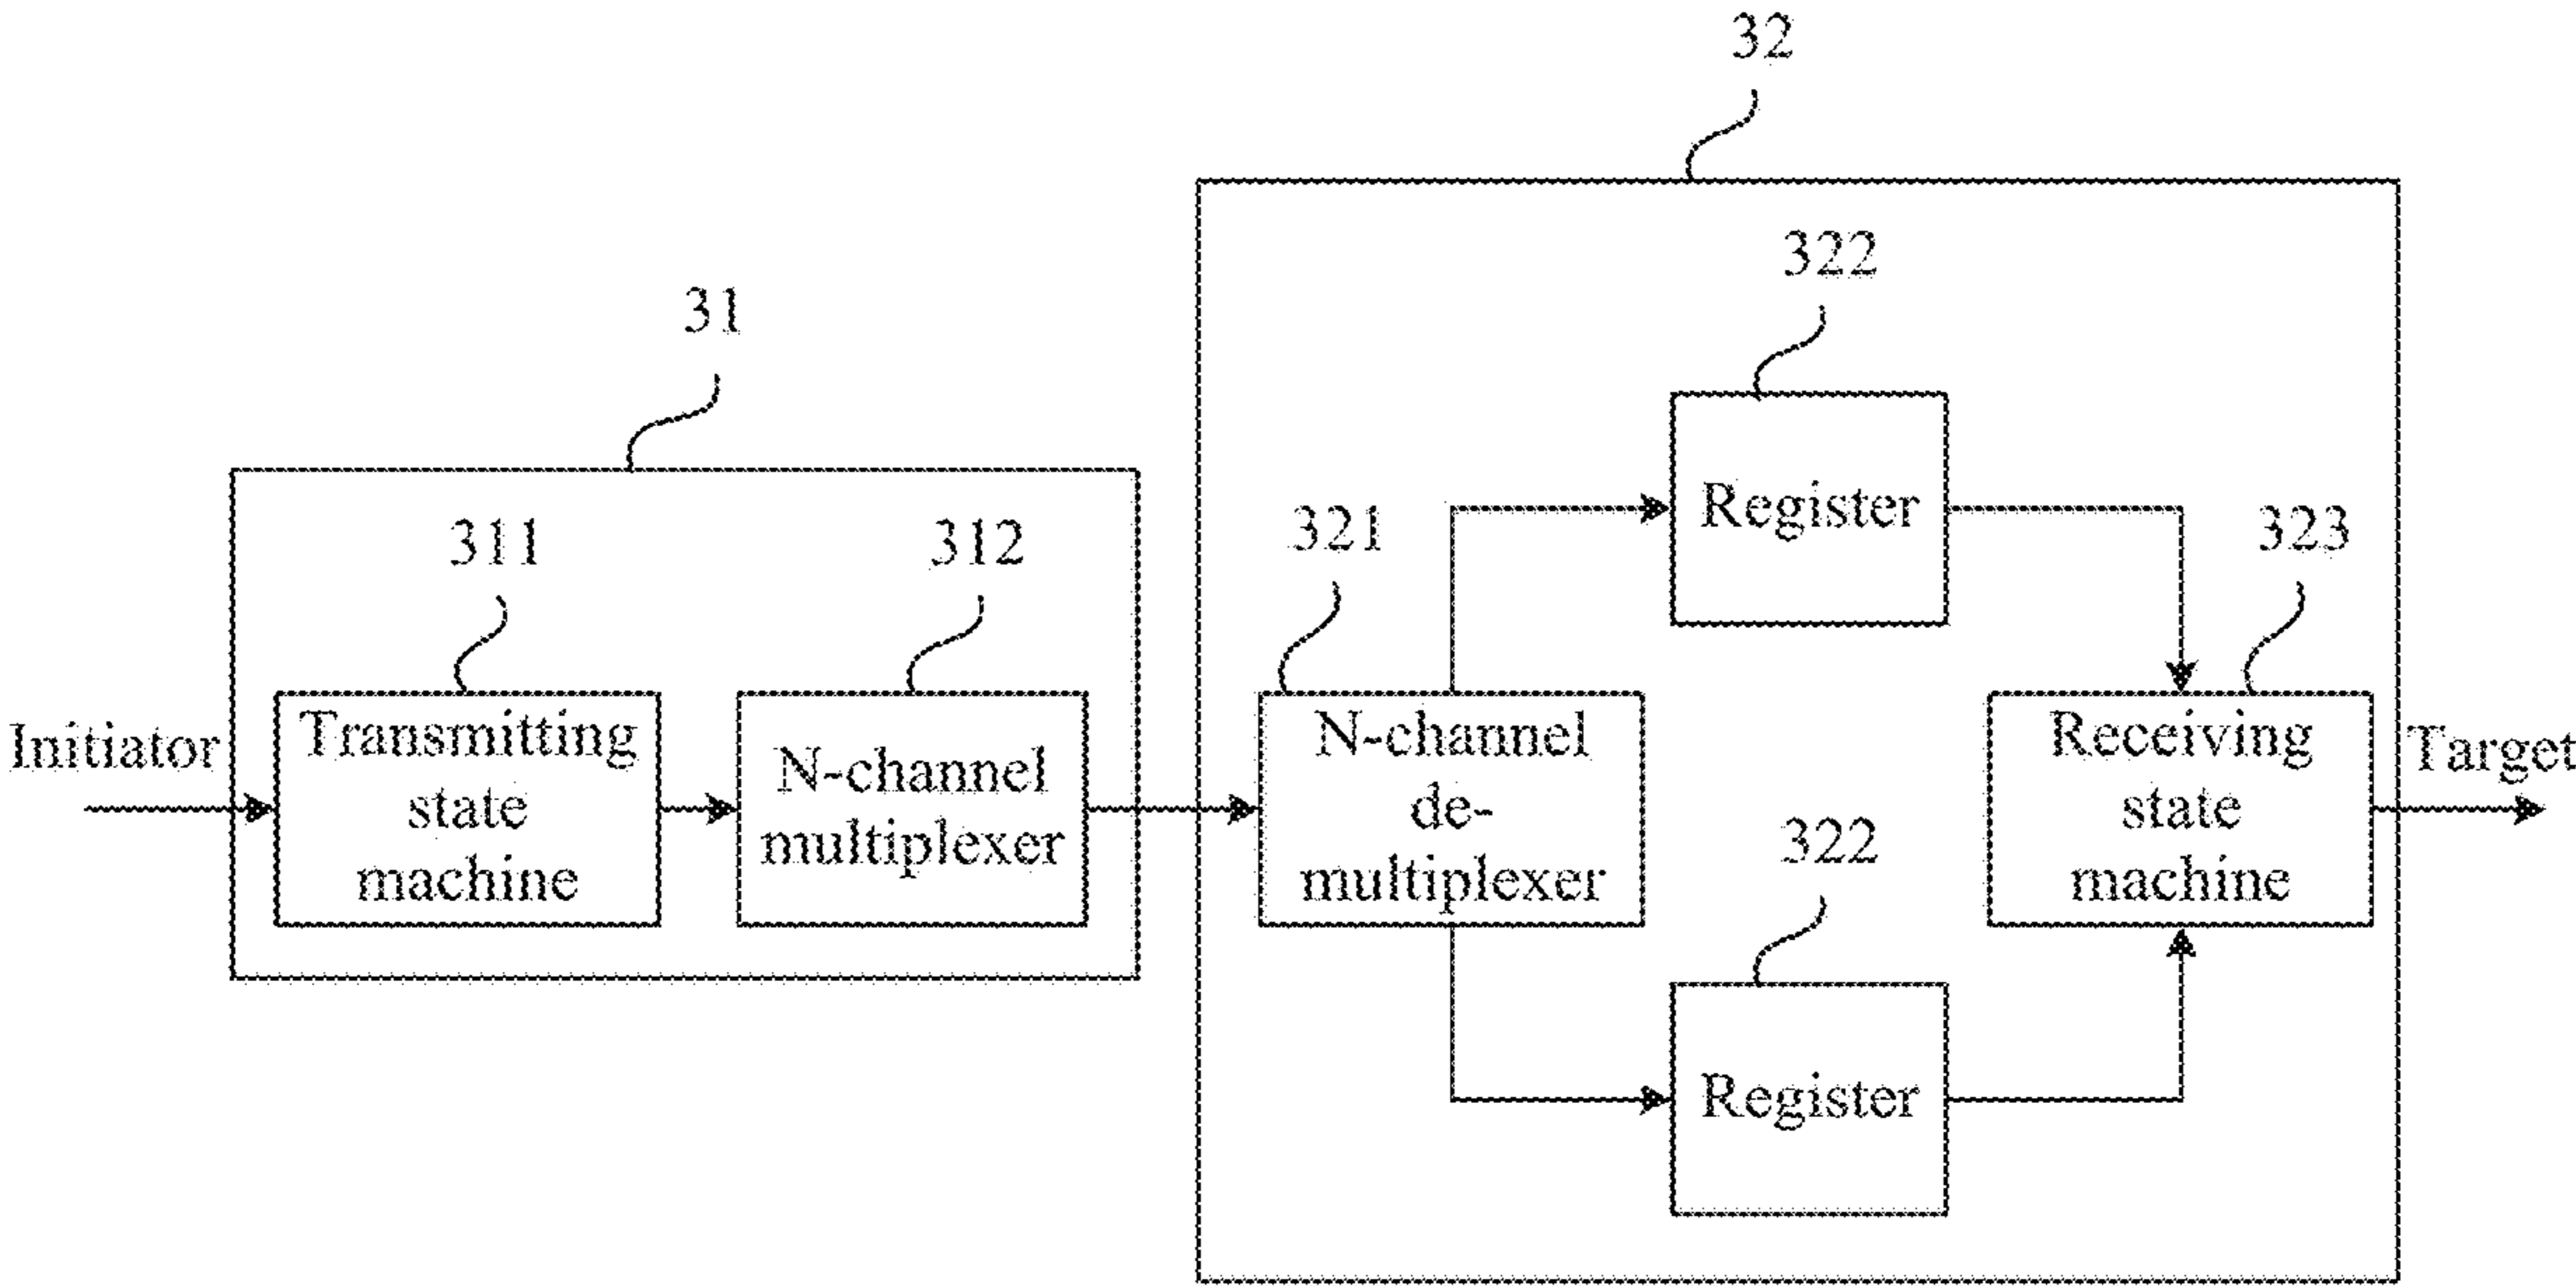 32
322
31
321
Register
323
311
312
Initiator
Transmitting
state
machine
N-channel
multiplexer
N-channel
de-
multiplexer
Receiving
state
machine
Target
322
Register